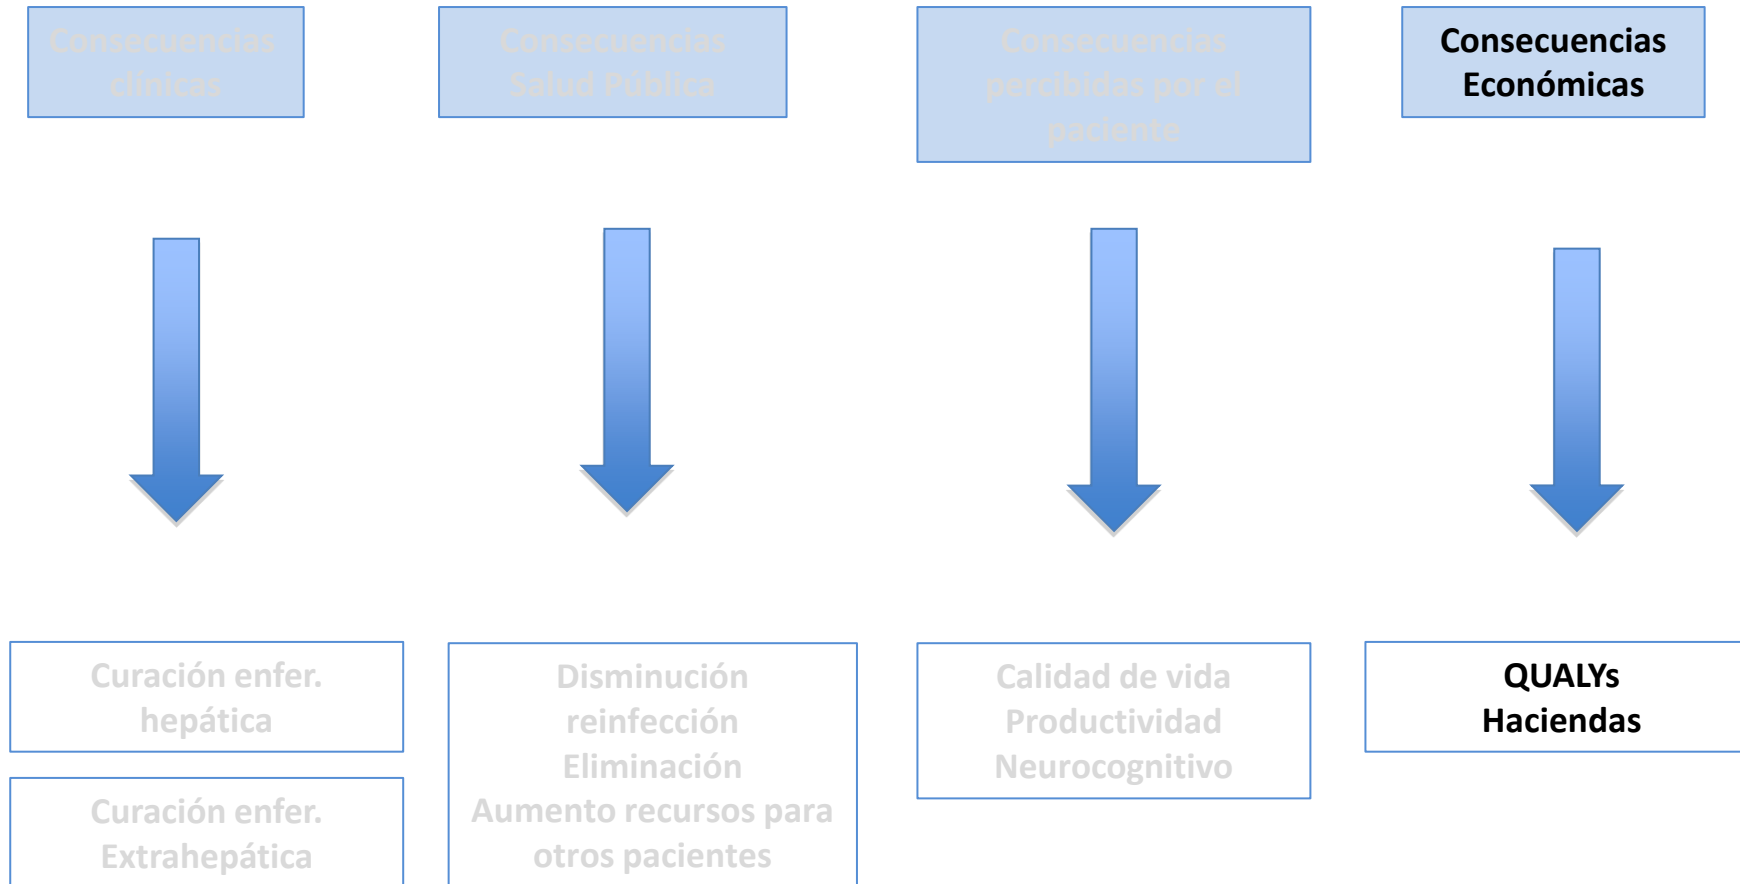 Consecuencias
clínicas
Consecuencias
Salud Pública
Consecuencias
percibidas por el
paciente
Consecuencias
Económicas
Curación enfer.
hepática
Curación enfer.
Extrahepática
Disminución
reinfección
Eliminación
Aumento recursos para
otros pacientes
Calidad de vida
Productividad
Neurocognitivo
QUALYs
Haciendas